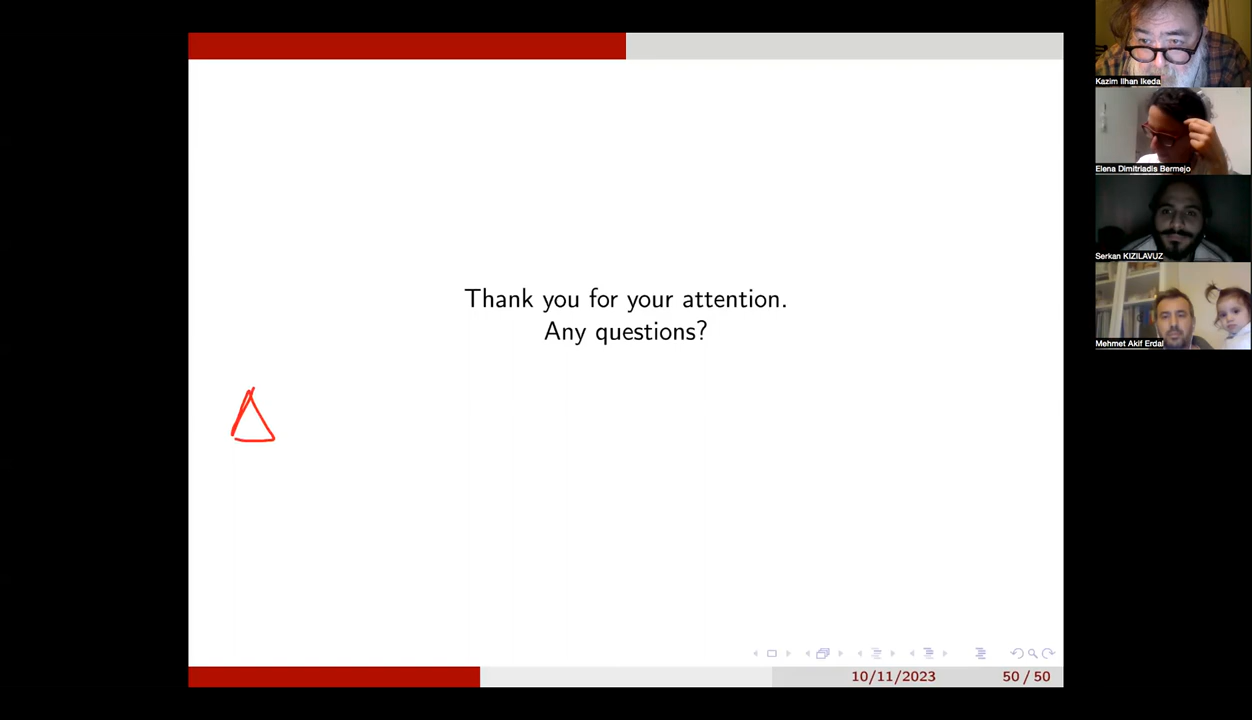 Thank you for your attention.
Any questions?
10/11/2023 50 / 50
Kazim Ilhan Ikeda
Elena Dimitriadis Bermejo
Serkan KIZILAVUZ
Mehmet Akif Erdal